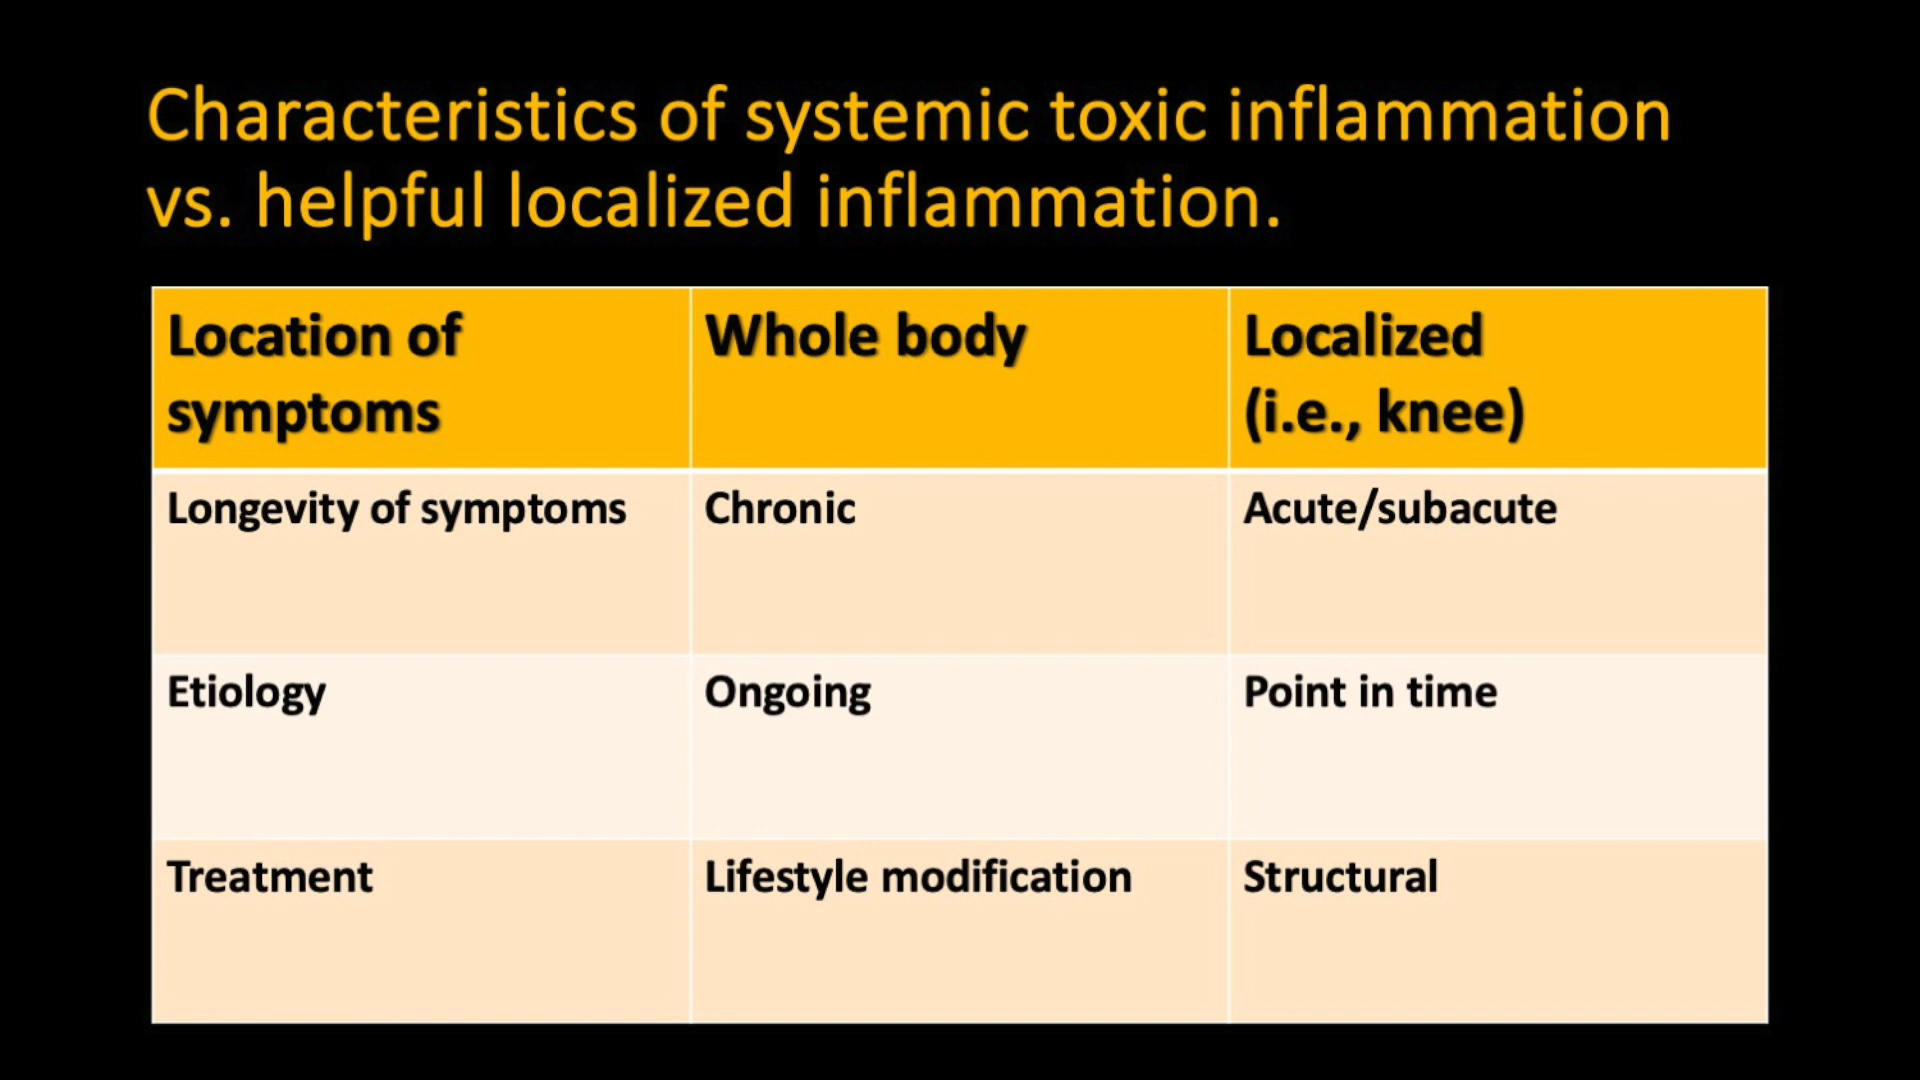 Characteristics of systemic toxic inflammation
vs. helpful localized inflammation.
Location of symptoms
Whole body
Localized
(i.e., knee)
Longevity of symptoms
Chronic
Acute/subacute
Etiology
Ongoing
Point in time
Treatment
Lifestyle modification
Structural